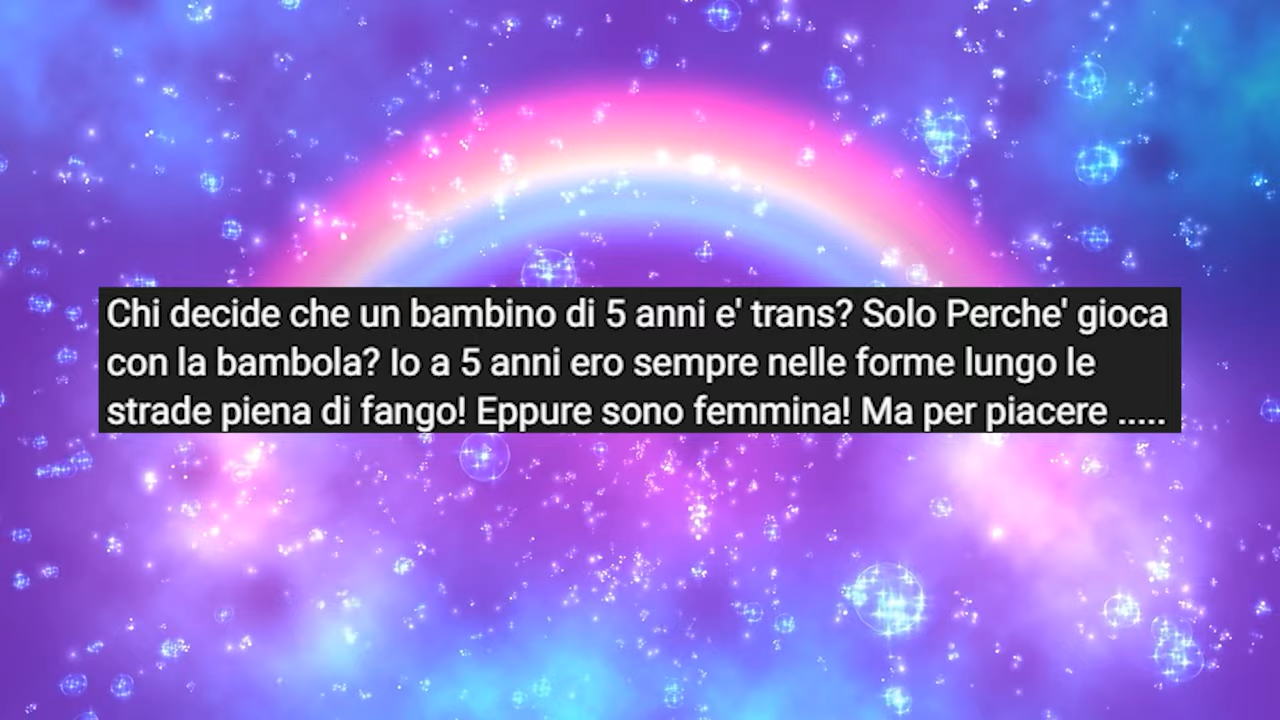 Chi decide che un bambino di 5 anni e' trans? Solo Perche' gioca
con la bambola? Io a 5 anni ero sempre nelle forme lungo le
strade piena di fango! Eppure sono femmina! Ma per piacere .....